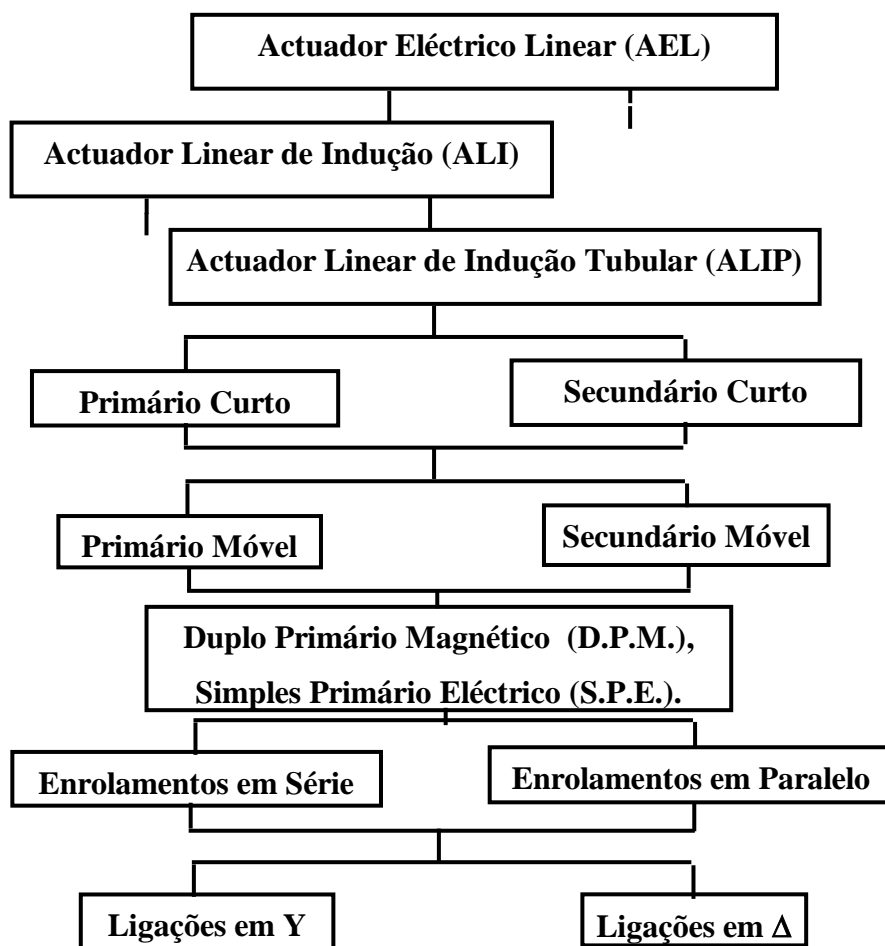 Actuador Eléctrico Linear (AEL)
Actuador Linear de Indução (ALI)
Actuador Linear de Indução Tubular (ALIP)
Primário Curto
Secundário Curto
Primário Móvel
Secundário Móvel
Duplo Primário Magnético (D.P.M.),
Simples Primário Eléctrico (S.P.E.).
Enrolamentos em Série
Enrolamentos em Paralelo
Ligações em Y
Ligações em Δ